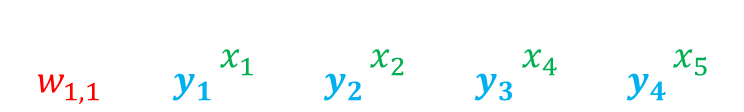 w₁,₁ y₁ x₁ y₂ x₂ y₃ x₄ y₄ x₅